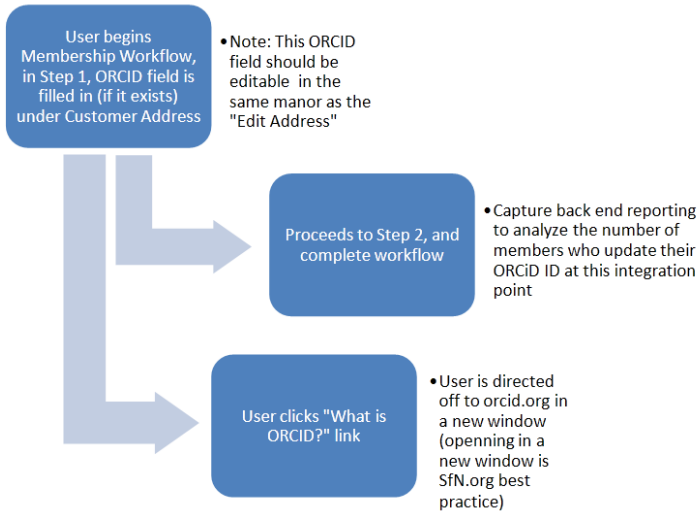 User begins
Membership Workflow,
in Step 1, ORCID field is
filled in (if it exists)
under Customer Address
•Note: This ORCID
field should be
editable in the
same manor as the
"Edit Address"
Proceeds to Step 2, and
complete workflow
•Capture back end reporting
to analyze the number of
members who update their
ORCiD ID at this integration
point
User clicks "What is
ORCID?" link
•User is directed
off to orcid.org in
a new window
(openning in a
new window is
SfN.org best
practice)